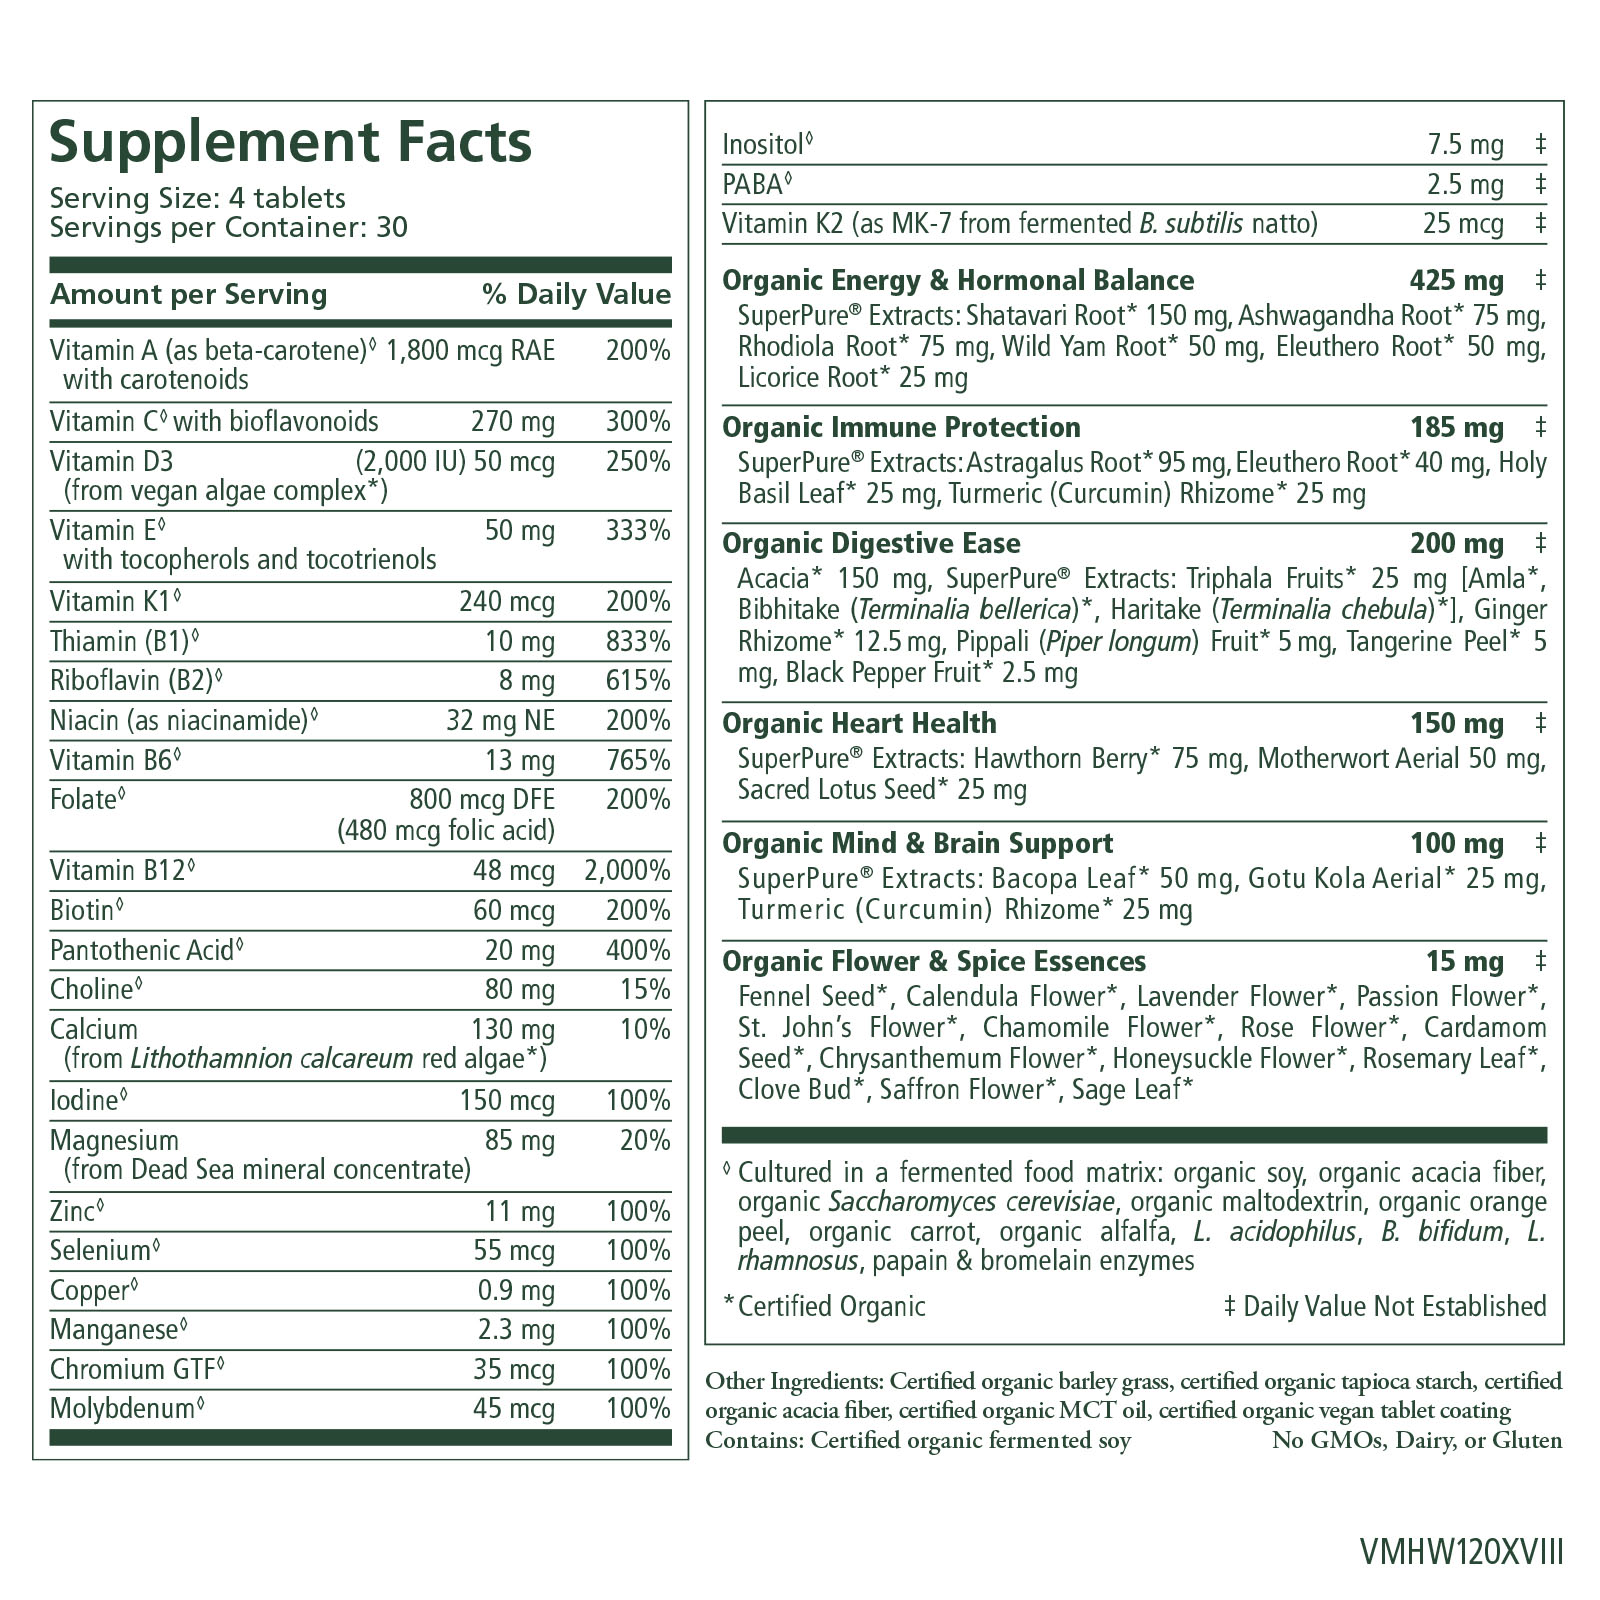 Supplement Facts
Serving Size: 4 tablets
Servings per Container: 30
Amount per Serving % Daily Value
Vitamin A (as beta-carotene)◊ 1,800 mcg RAE 200%
with carotenoids
Vitamin C◊ with bioflavonoids 270 mg 300%
Vitamin D3 (2,000 IU) 50 mcg 250%
(from vegan algae complex*)
Vitamin E◊ 50 mg 333%
with tocopherols and tocotrienols
Vitamin K1◊ 240 mcg 200%
Thiamin (B1)◊ 10 mg 833%
Riboflavin (B2)◊ 8 mg 615%
Niacin (as niacinamide)◊ 32 mg NE 200%
Vitamin B6◊ 13 mg 765%
Folate◊ 800 mcg DFE 200%
(480 mcg folic acid)
Vitamin B12◊ 48 mcg 2,000%
Biotin◊ 60 mcg 200%
Pantothenic Acid◊ 20 mg 400%
Choline◊ 80 mg 15%
Calcium 130 mg 10%
(from Lithothamnion calcareum red algae*)
Iodine◊ 150 mcg 100%
Magnesium 85 mg 20%
(from Dead Sea mineral concentrate)
Zinc◊ 11 mg 100%
Selenium◊ 55 mcg 100%
Copper◊ 0.9 mg 100%
Manganese◊ 2.3 mg 100%
Chromium GTF◊ 35 mcg 100%
Molybdenum◊ 45 mcg 100%
Inositol◊ 7.5 mg ‡
PABA◊ 2.5 mg ‡
Vitamin K2 (as MK-7 from fermented B. subtilis natto) 25 mcg ‡
Organic Energy & Hormonal Balance 425 mg ‡
SuperPure® Extracts: Shatavari Root* 150 mg, Ashwagandha Root* 75 mg,
Rhodiola Root* 75 mg, Wild Yam Root* 50 mg, Eleuthero Root* 50 mg,
Licorice Root* 25 mg
Organic Immune Protection 185 mg ‡
SuperPure® Extracts: Astragalus Root* 95 mg, Eleuthero Root* 40 mg, Holy
Basil Leaf* 25 mg, Turmeric (Curcumin) Rhizome* 25 mg
Organic Digestive Ease 200 mg ‡
Acacia* 150 mg, SuperPure® Extracts: Triphala Fruits* 25 mg [Amla*,
Bibhitake (Terminalia bellerica)*, Haritake (Terminalia chebula)*], Ginger
Rhizome* 12.5 mg, Pippali (Piper longum) Fruit* 5 mg, Tangerine Peel* 5
mg, Black Pepper Fruit* 2.5 mg
Organic Heart Health 150 mg ‡
SuperPure® Extracts: Hawthorn Berry* 75 mg, Motherwort Aerial 50 mg,
Sacred Lotus Seed* 25 mg
Organic Mind & Brain Support 100 mg ‡
SuperPure® Extracts: Bacopa Leaf* 50 mg, Gotu Kola Aerial* 25 mg,
Turmeric (Curcumin) Rhizome* 25 mg
Organic Flower & Spice Essences 15 mg ‡
Fennel Seed*, Calendula Flower*, Lavender Flower*, Passion Flower*,
St. John’s Flower*, Chamomile Flower*, Rose Flower*, Cardamom
Seed*, Chrysanthemum Flower*, Honeysuckle Flower*, Rosemary Leaf*,
Clove Bud*, Saffron Flower*, Sage Leaf*
◊ Cultured in a fermented food matrix: organic soy, organic acacia fiber,
organic Saccharomyces cerevisiae, organic maltodextrin, organic orange
peel, organic carrot, organic alfalfa, L. acidophilus, B. bifidum, L.
rhamnosus, papain & bromelain enzymes
*Certified Organic ‡ Daily Value Not Established
Other Ingredients: Certified organic barley grass, certified organic tapioca starch, certified
organic acacia fiber, certified organic MCT oil, certified organic vegan tablet coating
Contains: Certified organic fermented soy No GMOs, Dairy, or Gluten
VMHW120XVIII